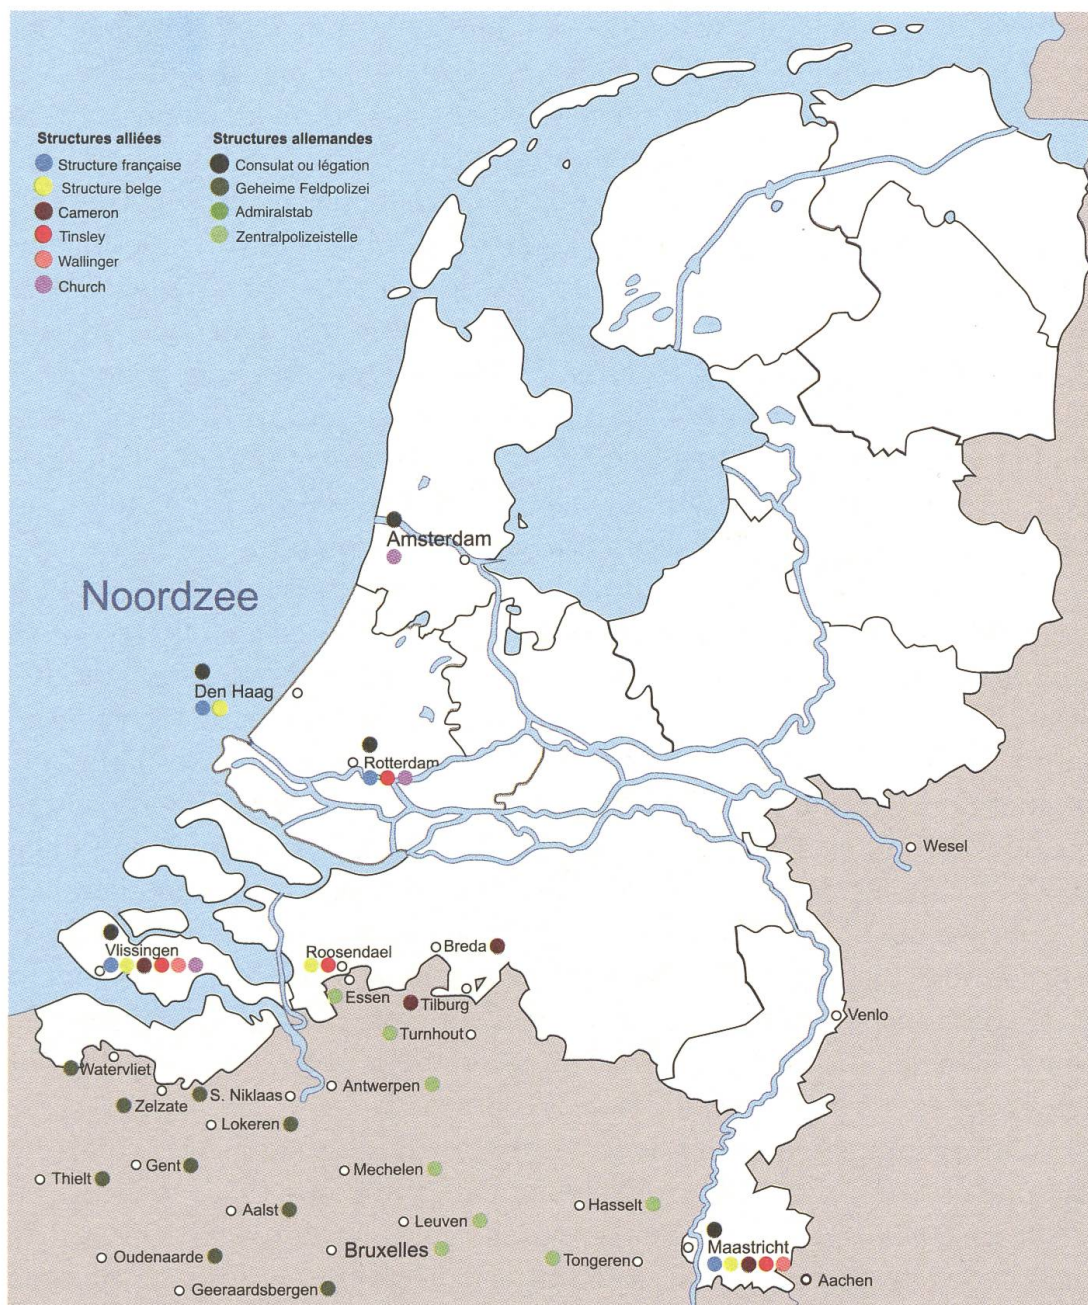 Structures alliées
Structure française
Structure belge
Cameron
Tinsley
Wallinger
Church
Structures allemandes
Consulat ou légation
Geheime Feldpolizei
Admiralstab
Zentralpolizeistelle
Amsterdam
Noordzee
Den Haag
Rotterdam
Wesel
Vlissingen
Roosendael
Breda
Essen
Tilburg
Venlo
Turnhout
Watervliet
Antwerpen
Zelzate
S. Niklaas
Lokeren
Gent
Mechelen
Thielt
Hasselt
Aalst
Leuven
Bruxelles
Maastricht
Oudenaarde
Tongeren
Aachen
Geeraardsbergen